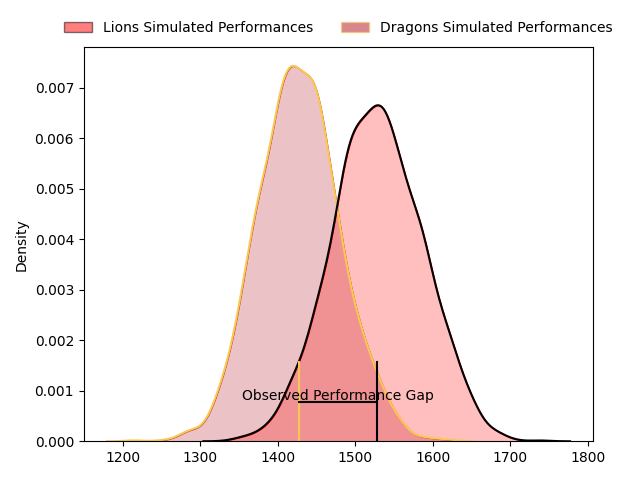 Lions Simulated Performances
Dragons Simulated Performances
Density
0.007
0.006
0.005
0.004
0.003
0.002
0.001
0.000
Observed Performance Gap
1200 1300 1400 1500 1600 1700 1800